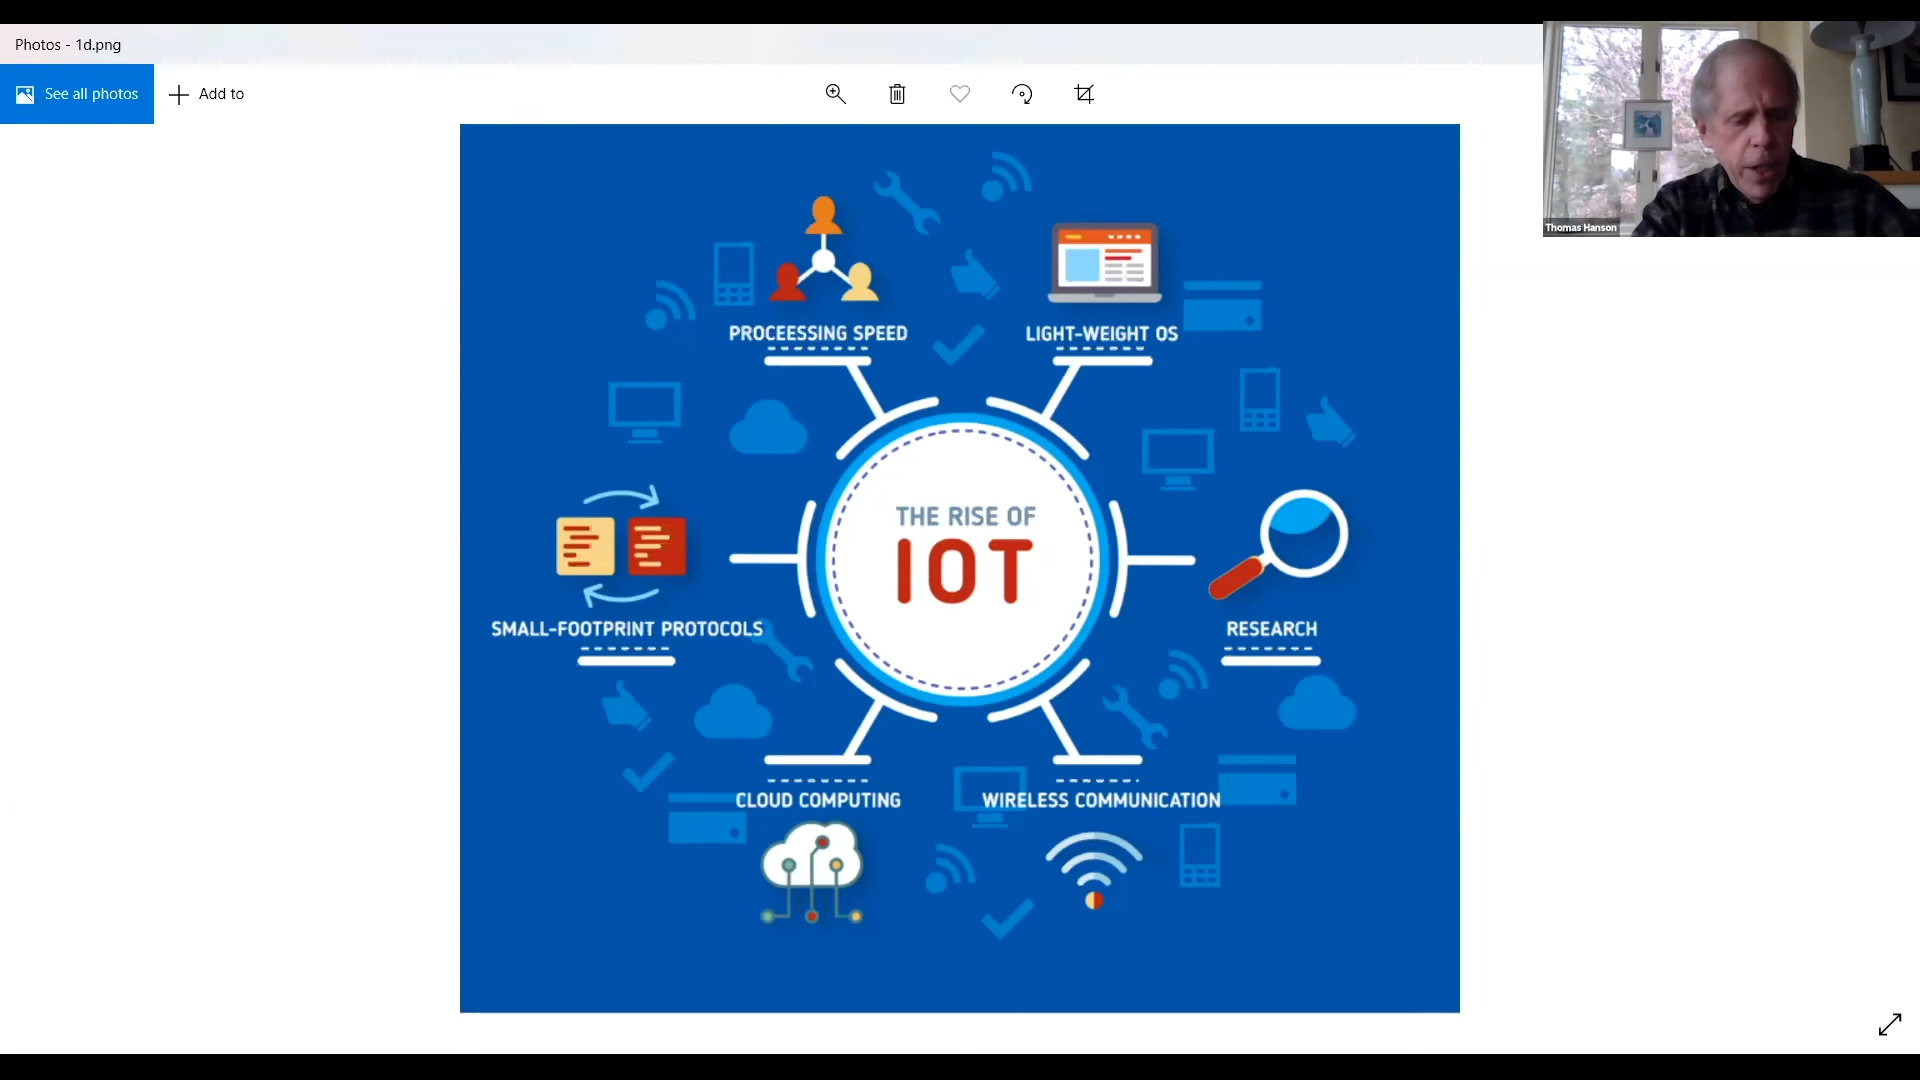 Photos - 1d.png
See all photos
Add to
Thomas Hanson
PROCEESSING SPEED
LIGHT-WEIGHT OS
THE RISE OF
IOT
SMALL-FOOTPRINT PROTOCOLS
RESEARCH
CLOUD COMPUTING
WIRELESS COMMUNICATION